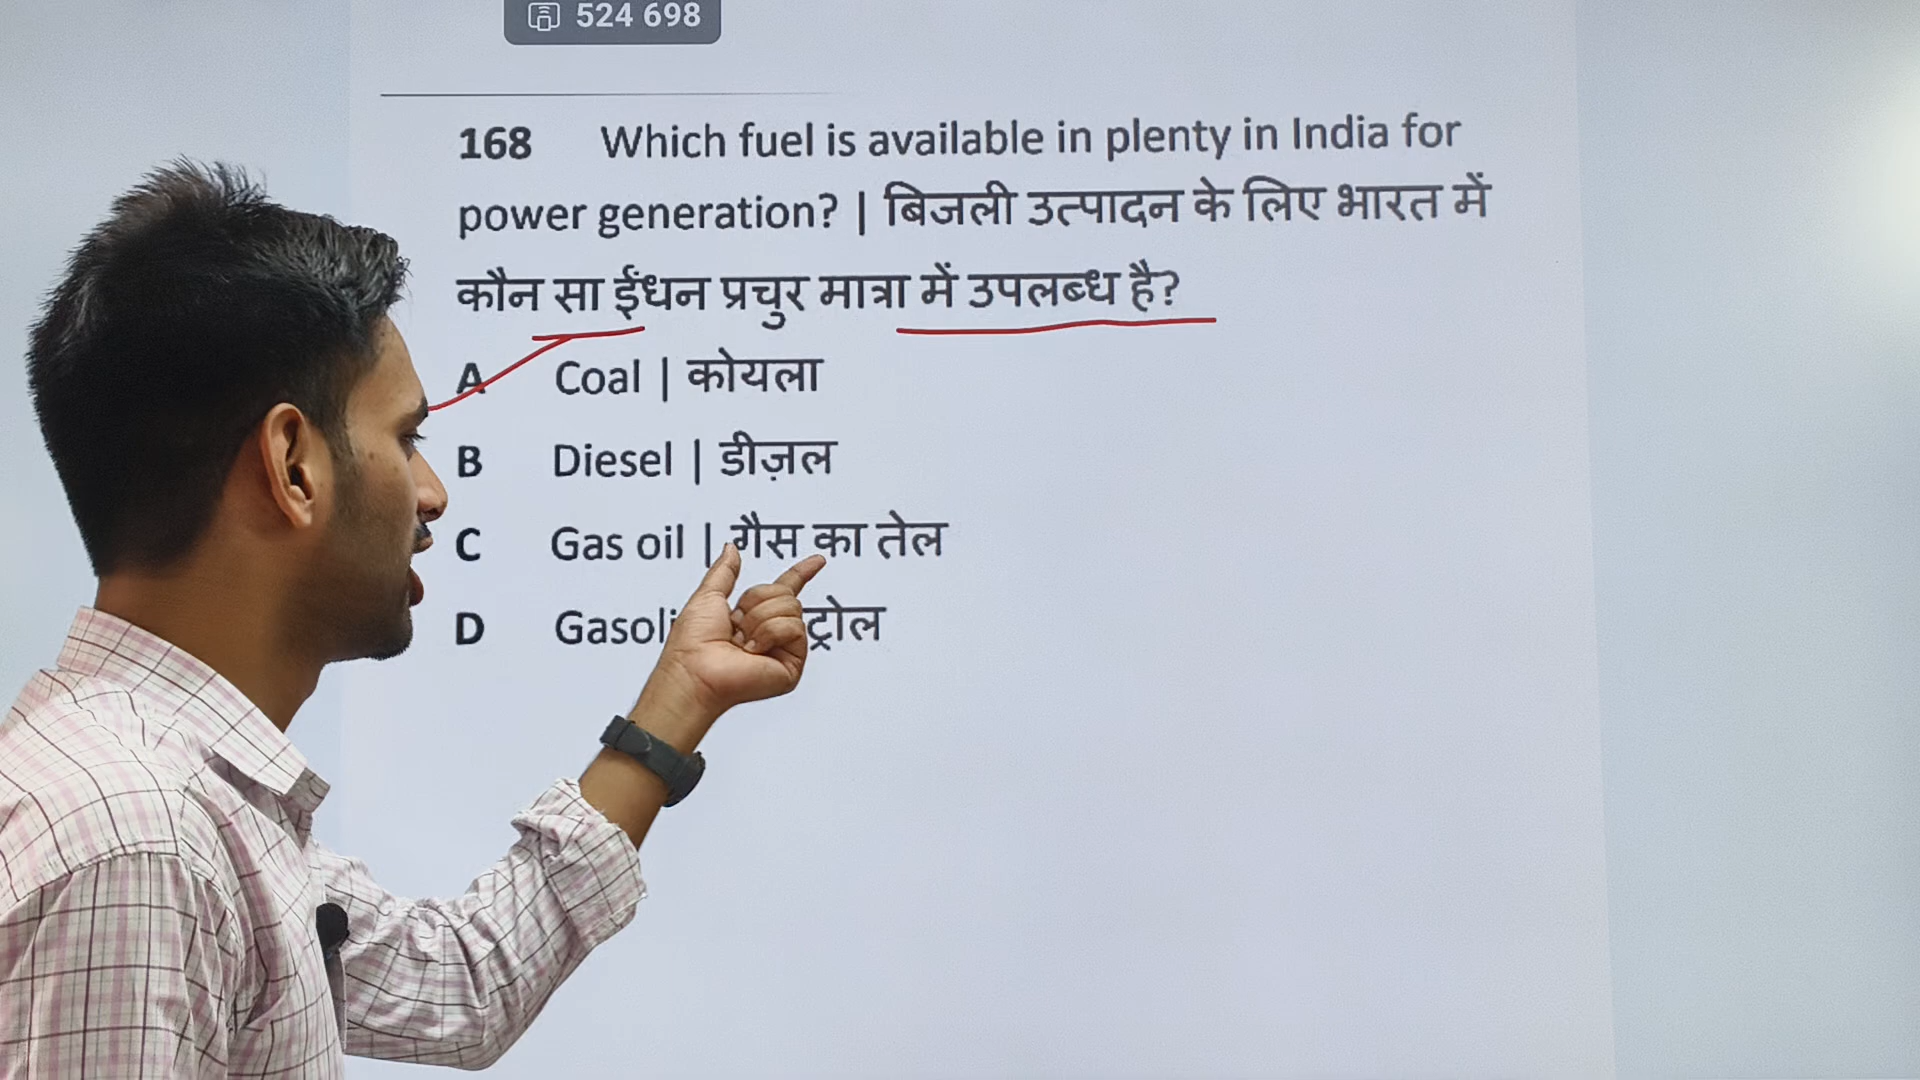 524 698
168 Which fuel is available in plenty in India for
power generation? | बिजली उत्पादन के लिए भारत में
कौन सा ईंधन प्रचुर मात्रा में उपलब्ध है?
A Coal | कोयला
B Diesel | डीज़ल
C Gas oil | गैस का तेल
D